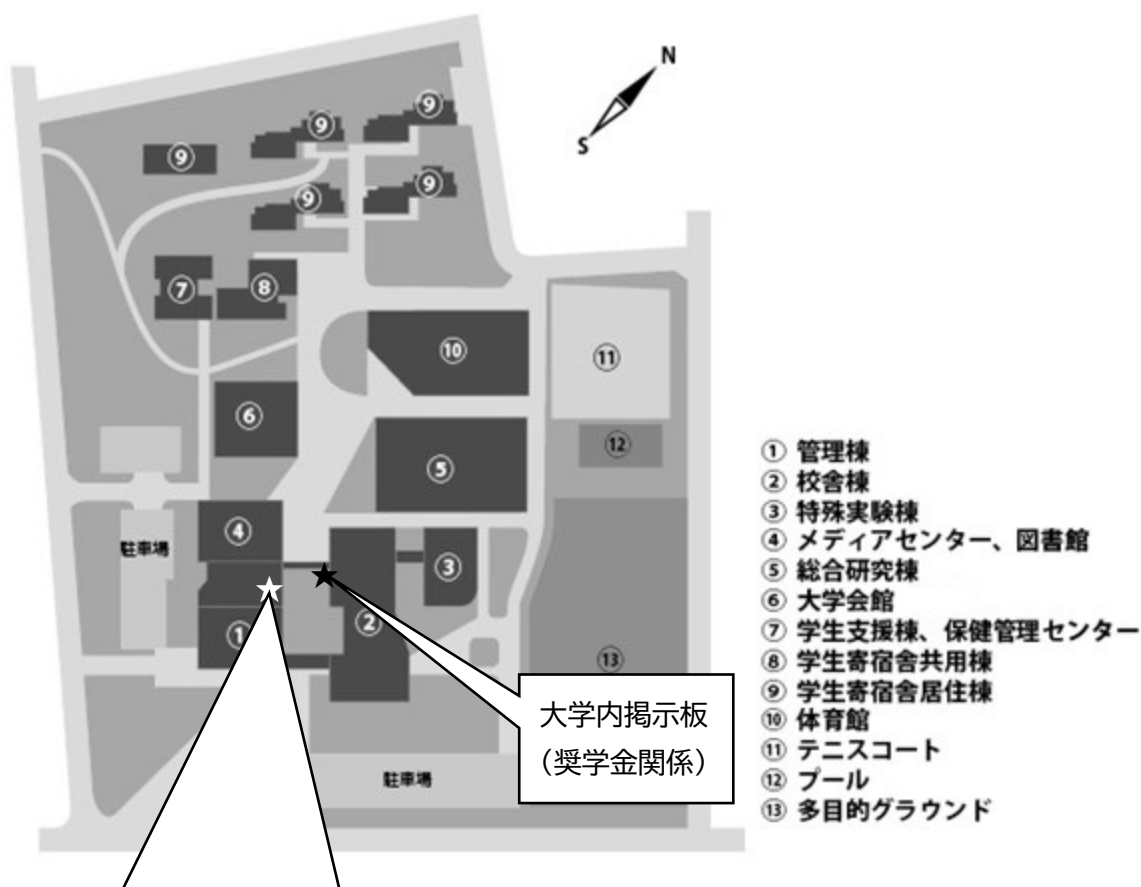 N
S
⑨
⑨
⑨
⑨
⑨
⑦
⑧
⑩
⑪
⑥
⑫
⑤
④
駐車場
③
①
②
⑬
大学内掲示板
（奨学金関係）
駐車場
① 管理棟
② 校舎棟
③ 特殊実験棟
④ メディアセンター、図書館
⑤ 総合研究棟
⑥ 大学会館
⑦ 学生支援棟、保健管理センター
⑧ 学生寄宿舎共用棟
⑨ 学生寄宿舎居住棟
⑩ 体育館
⑪ テニスコート
⑫ プール
⑬ 多目的グラウンド